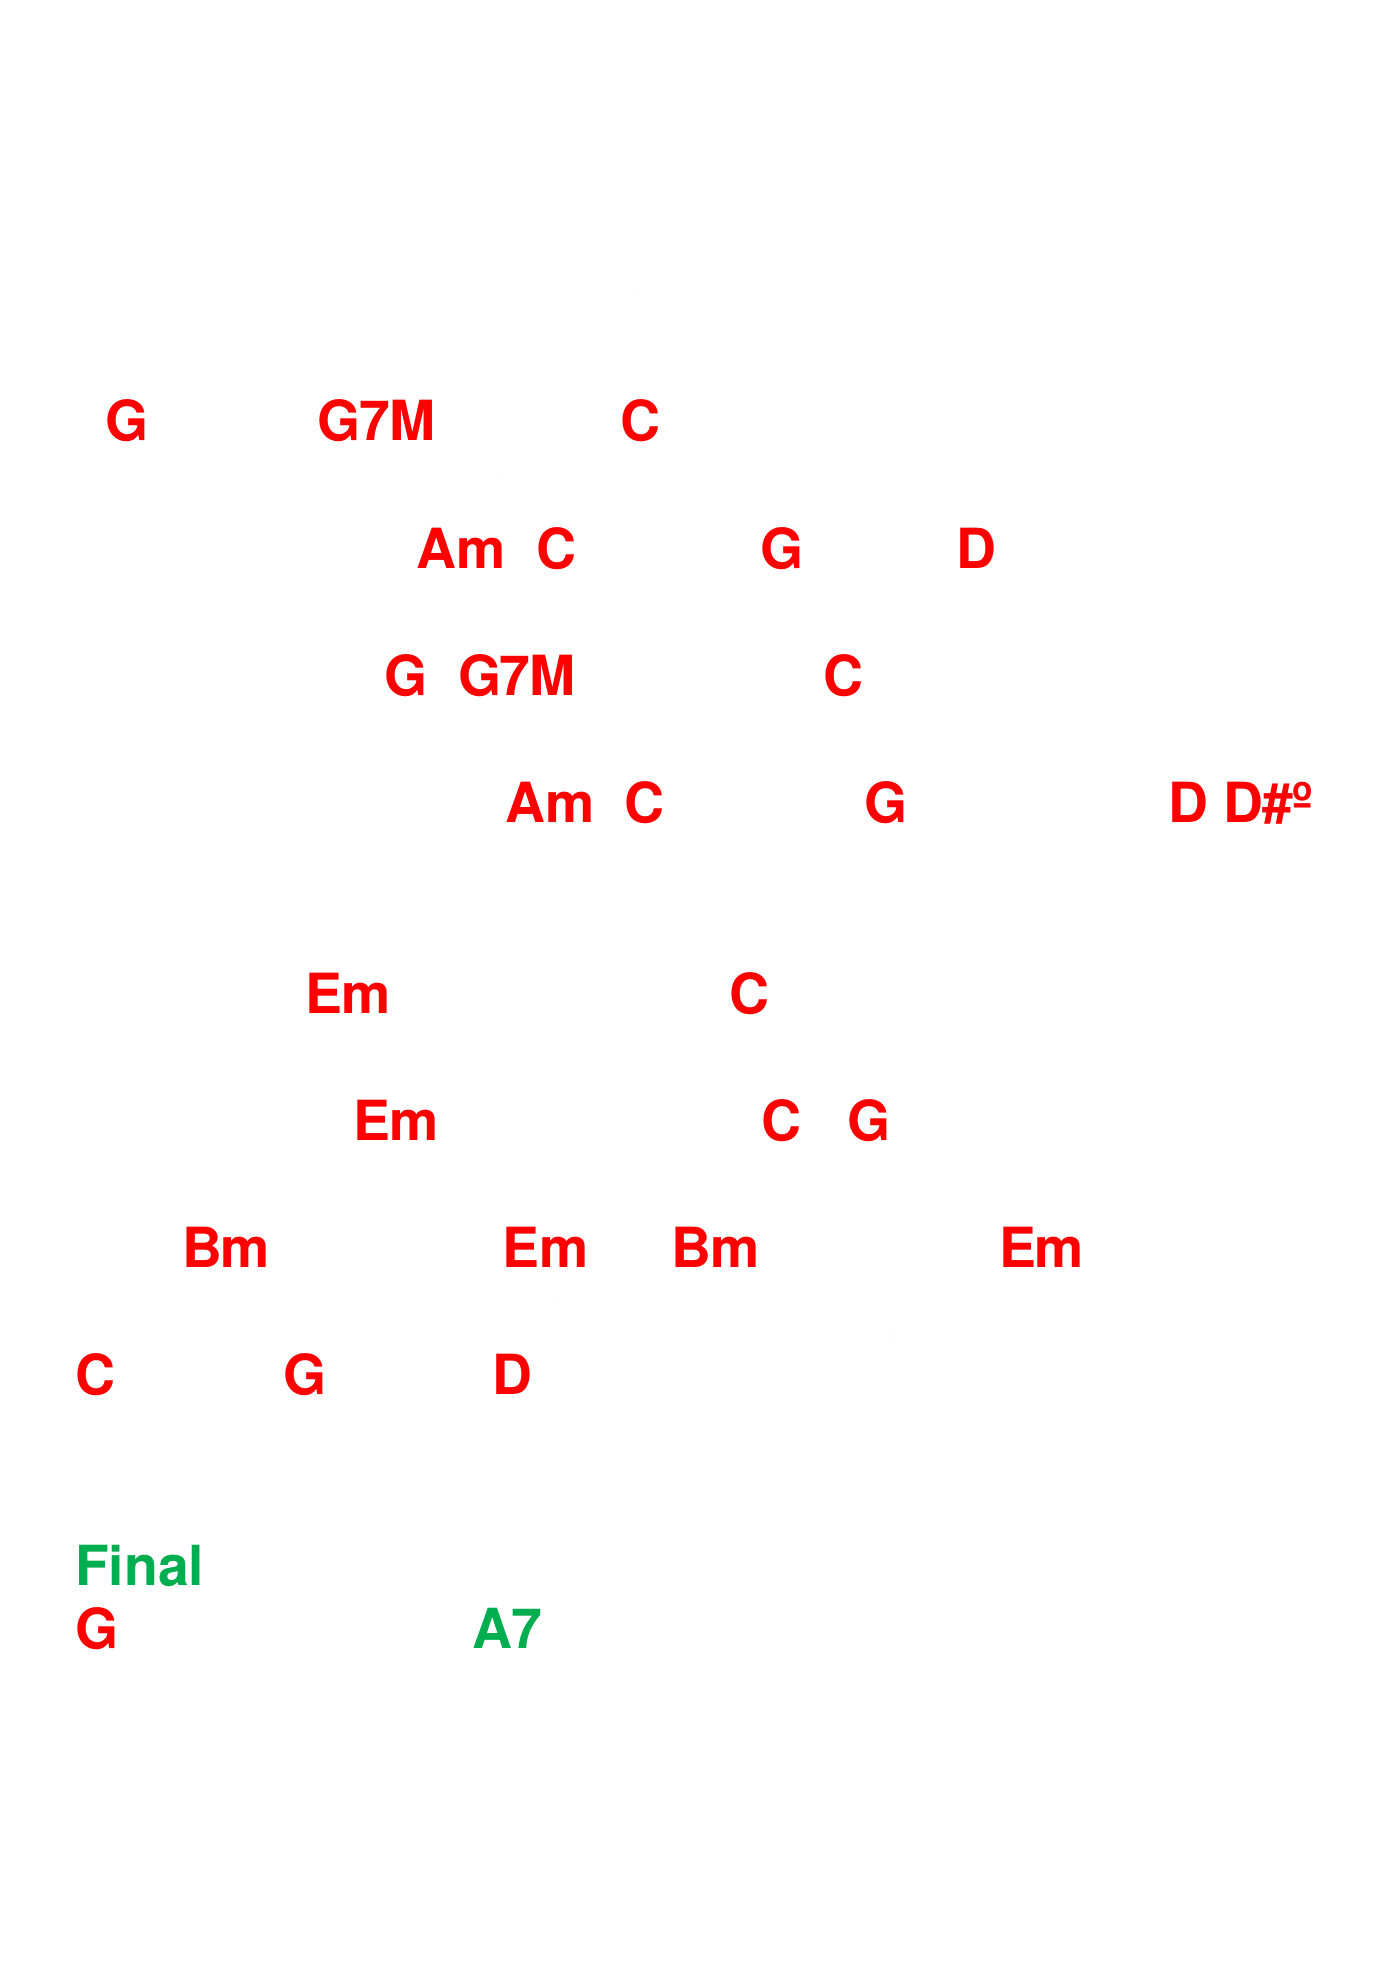 G G7M C
Am C G D
G G7M C
Am C G D D#º
Em C
Em C G
Bm Em Bm Em
C G D
Final
G A7